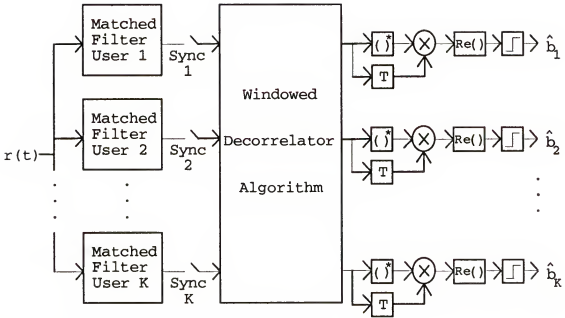 r(t)
Matched
Filter
User 1
Sync
1
Matched
Filter
User 2
Sync
2
Matched
Filter
User K
Sync
K
Windowed
Decorrelator
Algorithm
()* × Re() b̂₁
T
()* × Re() b̂₂
T
()* × Re() b̂K
T